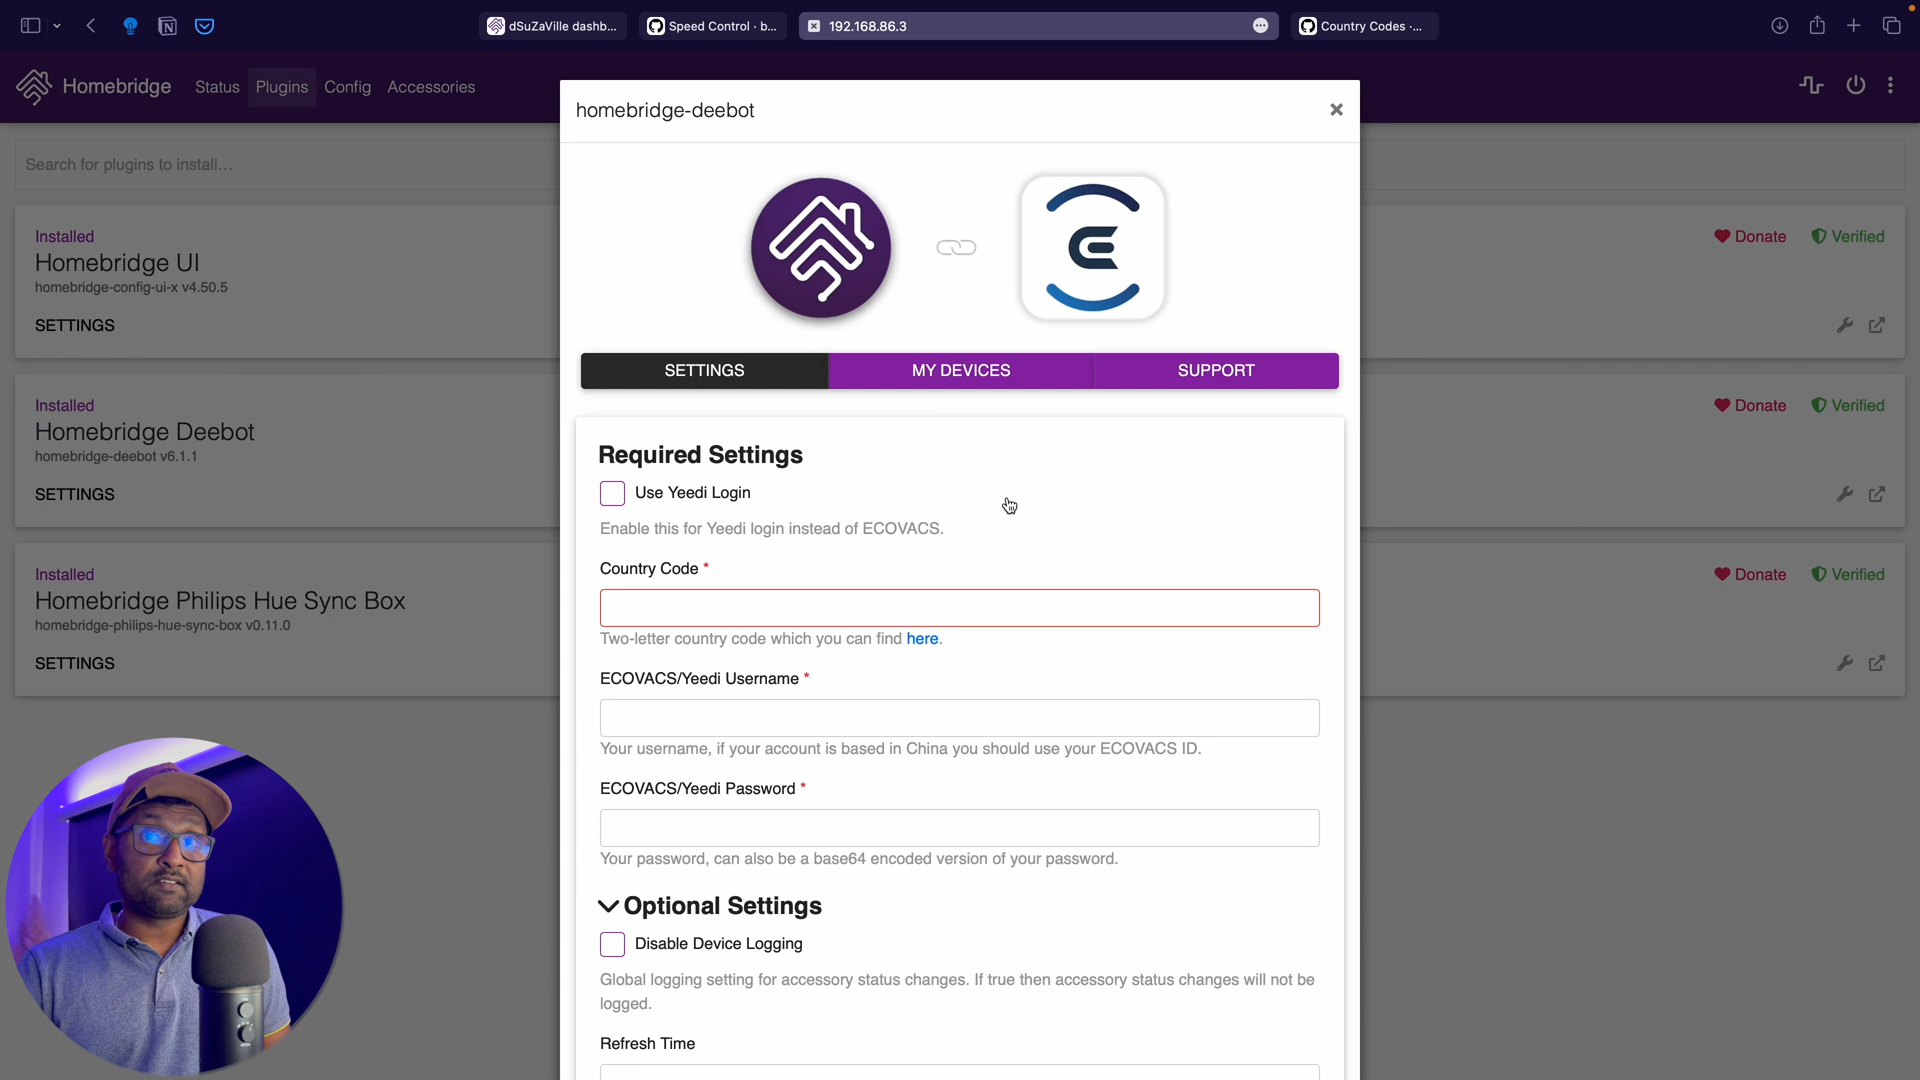 dSuZaVille dashb...
Speed Control · b...
192.168.86.3
Country Codes ·...
Homebridge
Status
Plugins
Config
Accessories
homebridge-deebot
Search for plugins to install...
Installed
Homebridge UI
homebridge-config-ui-x v4.50.5
SETTINGS
Donate
Verified
Installed
Homebridge Deebot
homebridge-deebot v6.1.1
SETTINGS
Donate
Verified
Installed
Homebridge Philips Hue Sync Box
homebridge-philips-hue-sync-box v0.11.0
SETTINGS
Donate
Verified
SETTINGS
MY DEVICES
SUPPORT
Required Settings
Use Yeedi Login
Enable this for Yeedi login instead of ECOVACS.
Country Code *
Two-letter country code which you can find here.
ECOVACS/Yeedi Username *
Your username, if your account is based in China you should use your ECOVACS ID.
ECOVACS/Yeedi Password *
Your password, can also be a base64 encoded version of your password.
Optional Settings
Disable Device Logging
Global logging setting for accessory status changes. If true then accessory status changes will not be
logged.
Refresh Time